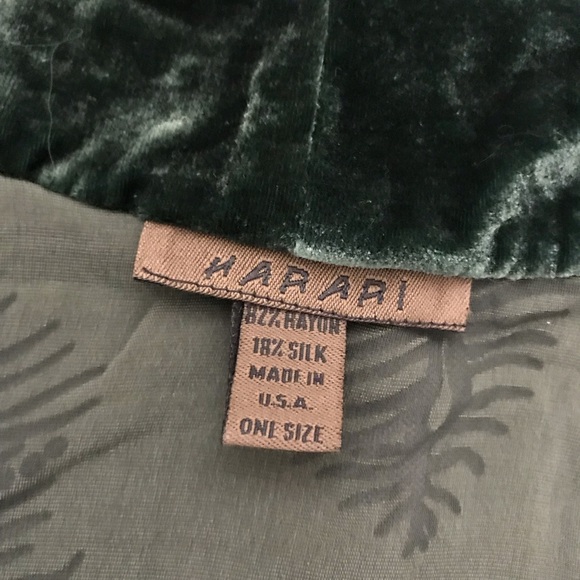 HARARI
82% RAYON
18% SILK
MADE IN
U.S.A.
ONE SIZE